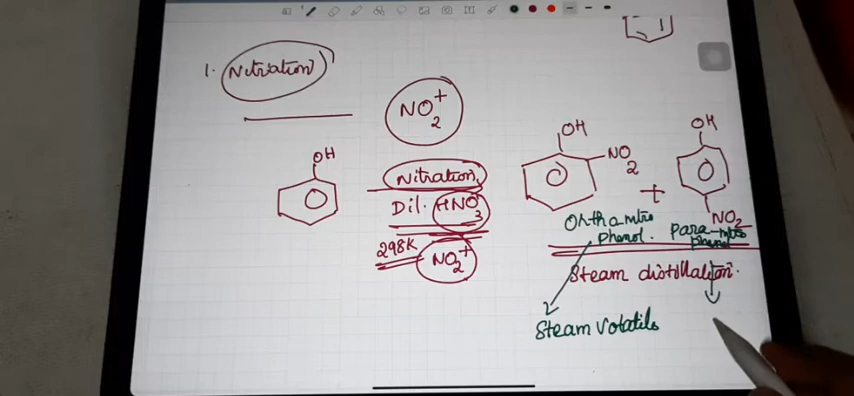 1. Nitration
NO2+
OH
Nitration
Dil. HNO3
298K NO2+
OH
NO2
+
OH
NO2
Ortho nitro
phenol.
Para-nitro
phenol
Steam distillation.
Steam Volatile